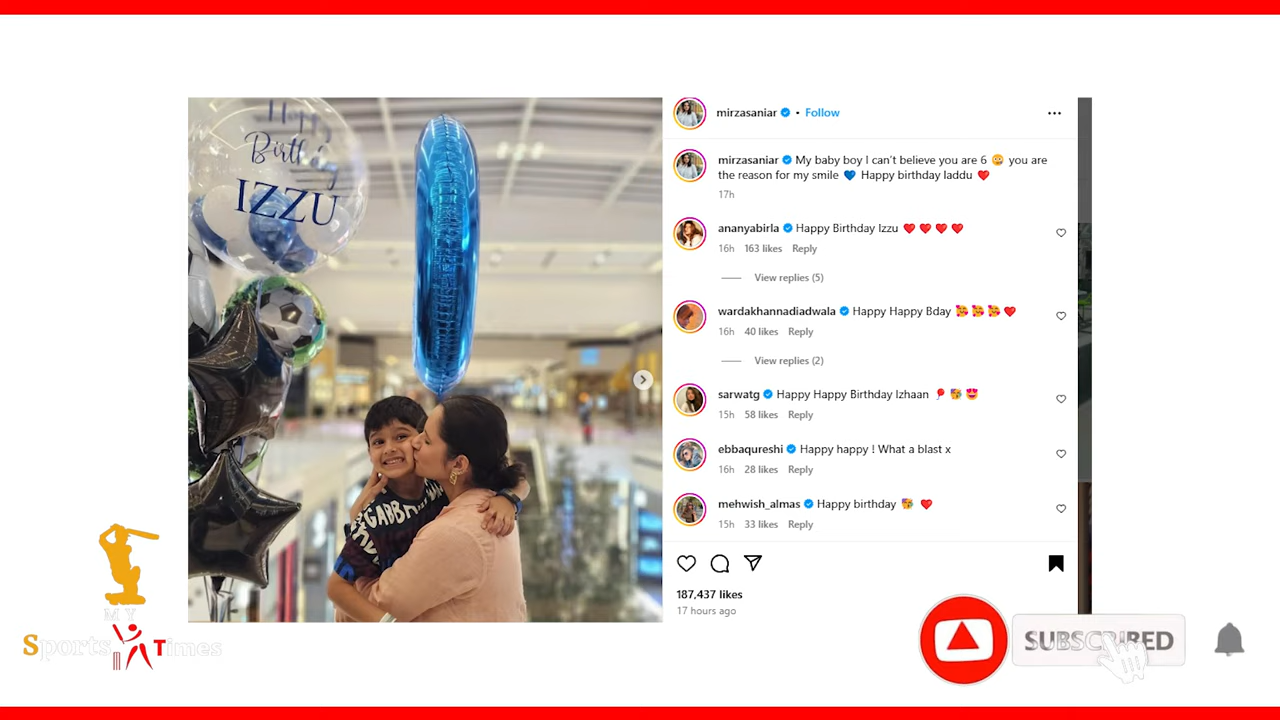 Happy
Birthday
IZZU
GABBA
mirzasaniar • Follow
mirzasaniar My baby boy I can't believe you are 6 😳 you are
the reason for my smile 💙 Happy birthday laddu ❤️
17h
ananyabirla Happy Birthday Izzu ❤️ ❤️ ❤️ ❤️
16h 163 likes Reply
View replies (5)
wardakhannadiadwala Happy Happy Bday 🥰 🥰 🥰 ❤️
16h 40 likes Reply
View replies (2)
sarwatg Happy Happy Birthday Izhaan 🎈 🥳 😍
15h 58 likes Reply
ebbaqureshi Happy happy ! What a blast x
16h 28 likes Reply
mehwish_almas Happy birthday 🥳 ❤️
15h 33 likes Reply
187,437 likes
17 hours ago
MY
Sports Times
SUBSCRIBED